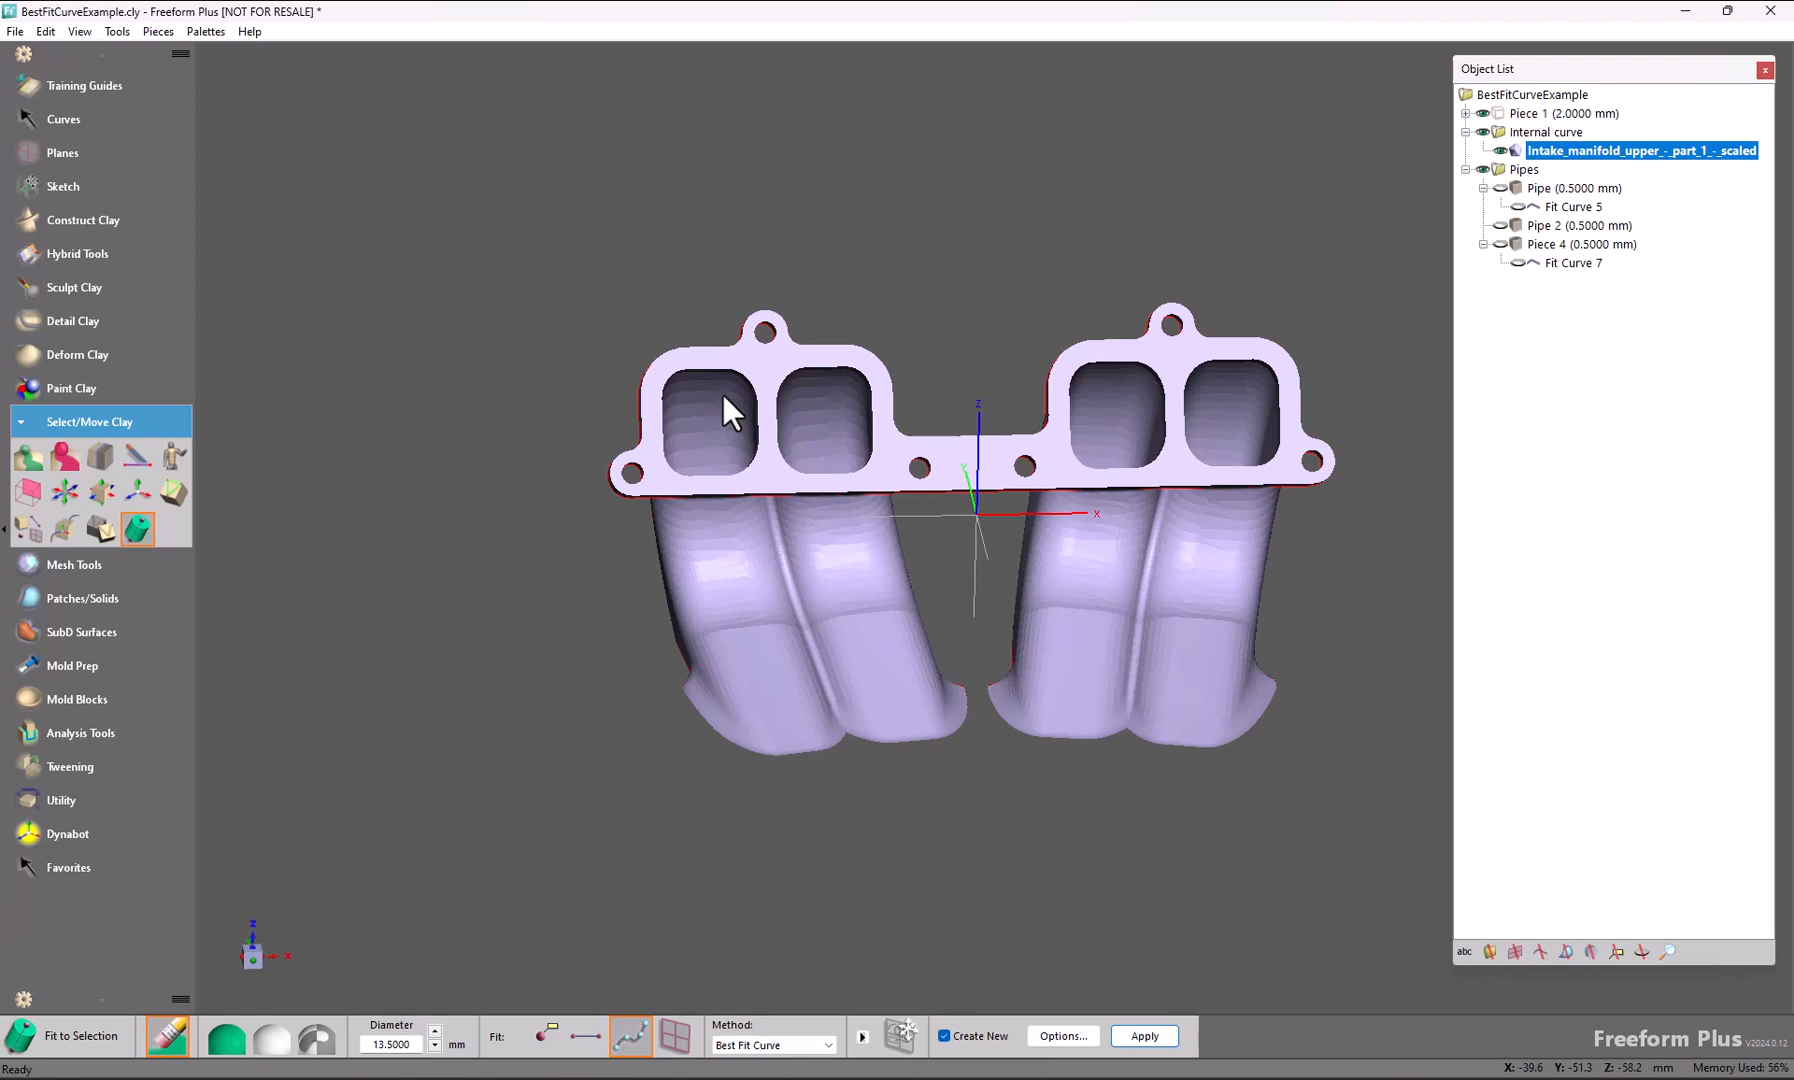 BestFitCurveExample.cly - Freeform Plus [NOT FOR RESALE] *
File Edit View Tools Pieces Palettes Help
Training Guides
Curves
Planes
Sketch
Construct Clay
Hybrid Tools
Sculpt Clay
Detail Clay
Deform Clay
Paint Clay
Select/Move Clay
Mesh Tools
Patches/Solids
SubD Surfaces
Mold Prep
Mold Blocks
Analysis Tools
Tweening
Utility
Dynabot
Favorites
Z
Y
X
Z
X
Object List
BestFitCurveExample
Piece 1 (2.0000 mm)
Internal curve
Intake_manifold_upper_-_part_1_-_scaled
Pipes
Pipe (0.5000 mm)
Fit Curve 5
Pipe 2 (0.5000 mm)
Piece 4 (0.5000 mm)
Fit Curve 7
abc
Fit to Selection
Diameter
13.5000 mm
Fit:
Method:
Best Fit Curve
Create New
Options...
Apply
Freeform Plus V2024.0.12
Ready
X: -39.6 Y: -51.3 Z: -58.2 mm Memory Used: 56%